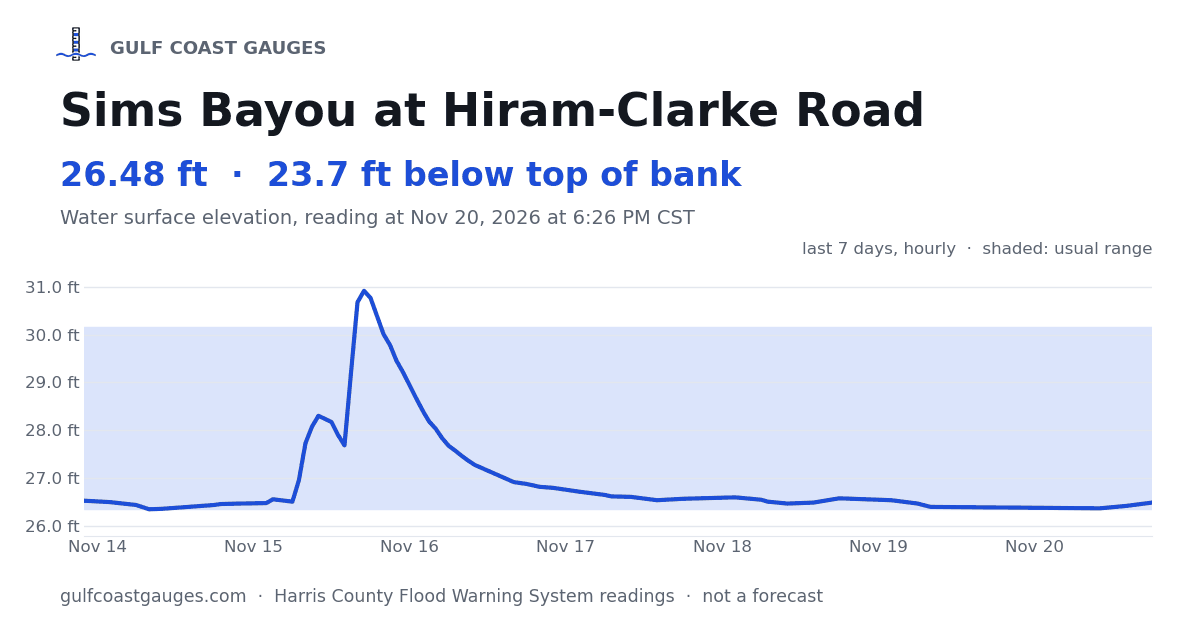 GULF COAST GAUGES
Sims Bayou at Hiram-Clarke Road
26.48 ft · 23.7 ft below top of bank
Water surface elevation, reading at Nov 20, 2026 at 6:26 PM CST
last 7 days, hourly · shaded: usual range
31.0 ft
30.0 ft
29.0 ft
28.0 ft
27.0 ft
26.0 ft
Nov 14 Nov 15 Nov 16 Nov 17 Nov 18 Nov 19 Nov 20
gulfcoastgauges.com · Harris County Flood Warning System readings · not a forecast